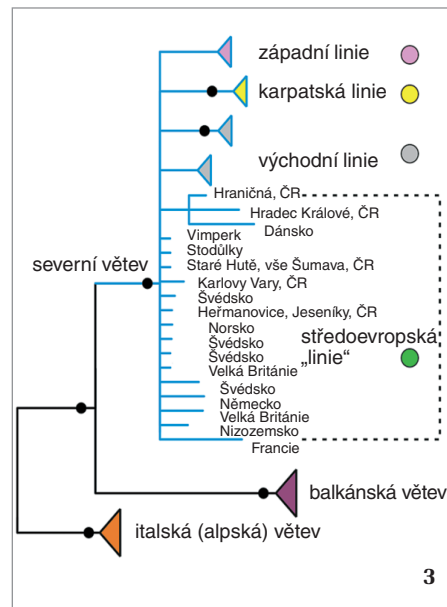 západní linie
karpatská linie
východní linie
Hraničná, ČR
Hradec Králové, ČR
Dánsko
Vimperk
Stodůlky
severní větev
Staré Hutě, vše Šumava, ČR
Karlovy Vary, ČR
Švédsko
Heřmanovice, Jeseníky, ČR
Norsko
středoevropská
Švédsko
„linie“
Švédsko
Velká Británie
Švédsko
Německo
Velká Británie
Nizozemsko
Francie
balkánská větev
italská (alpská) větev
3